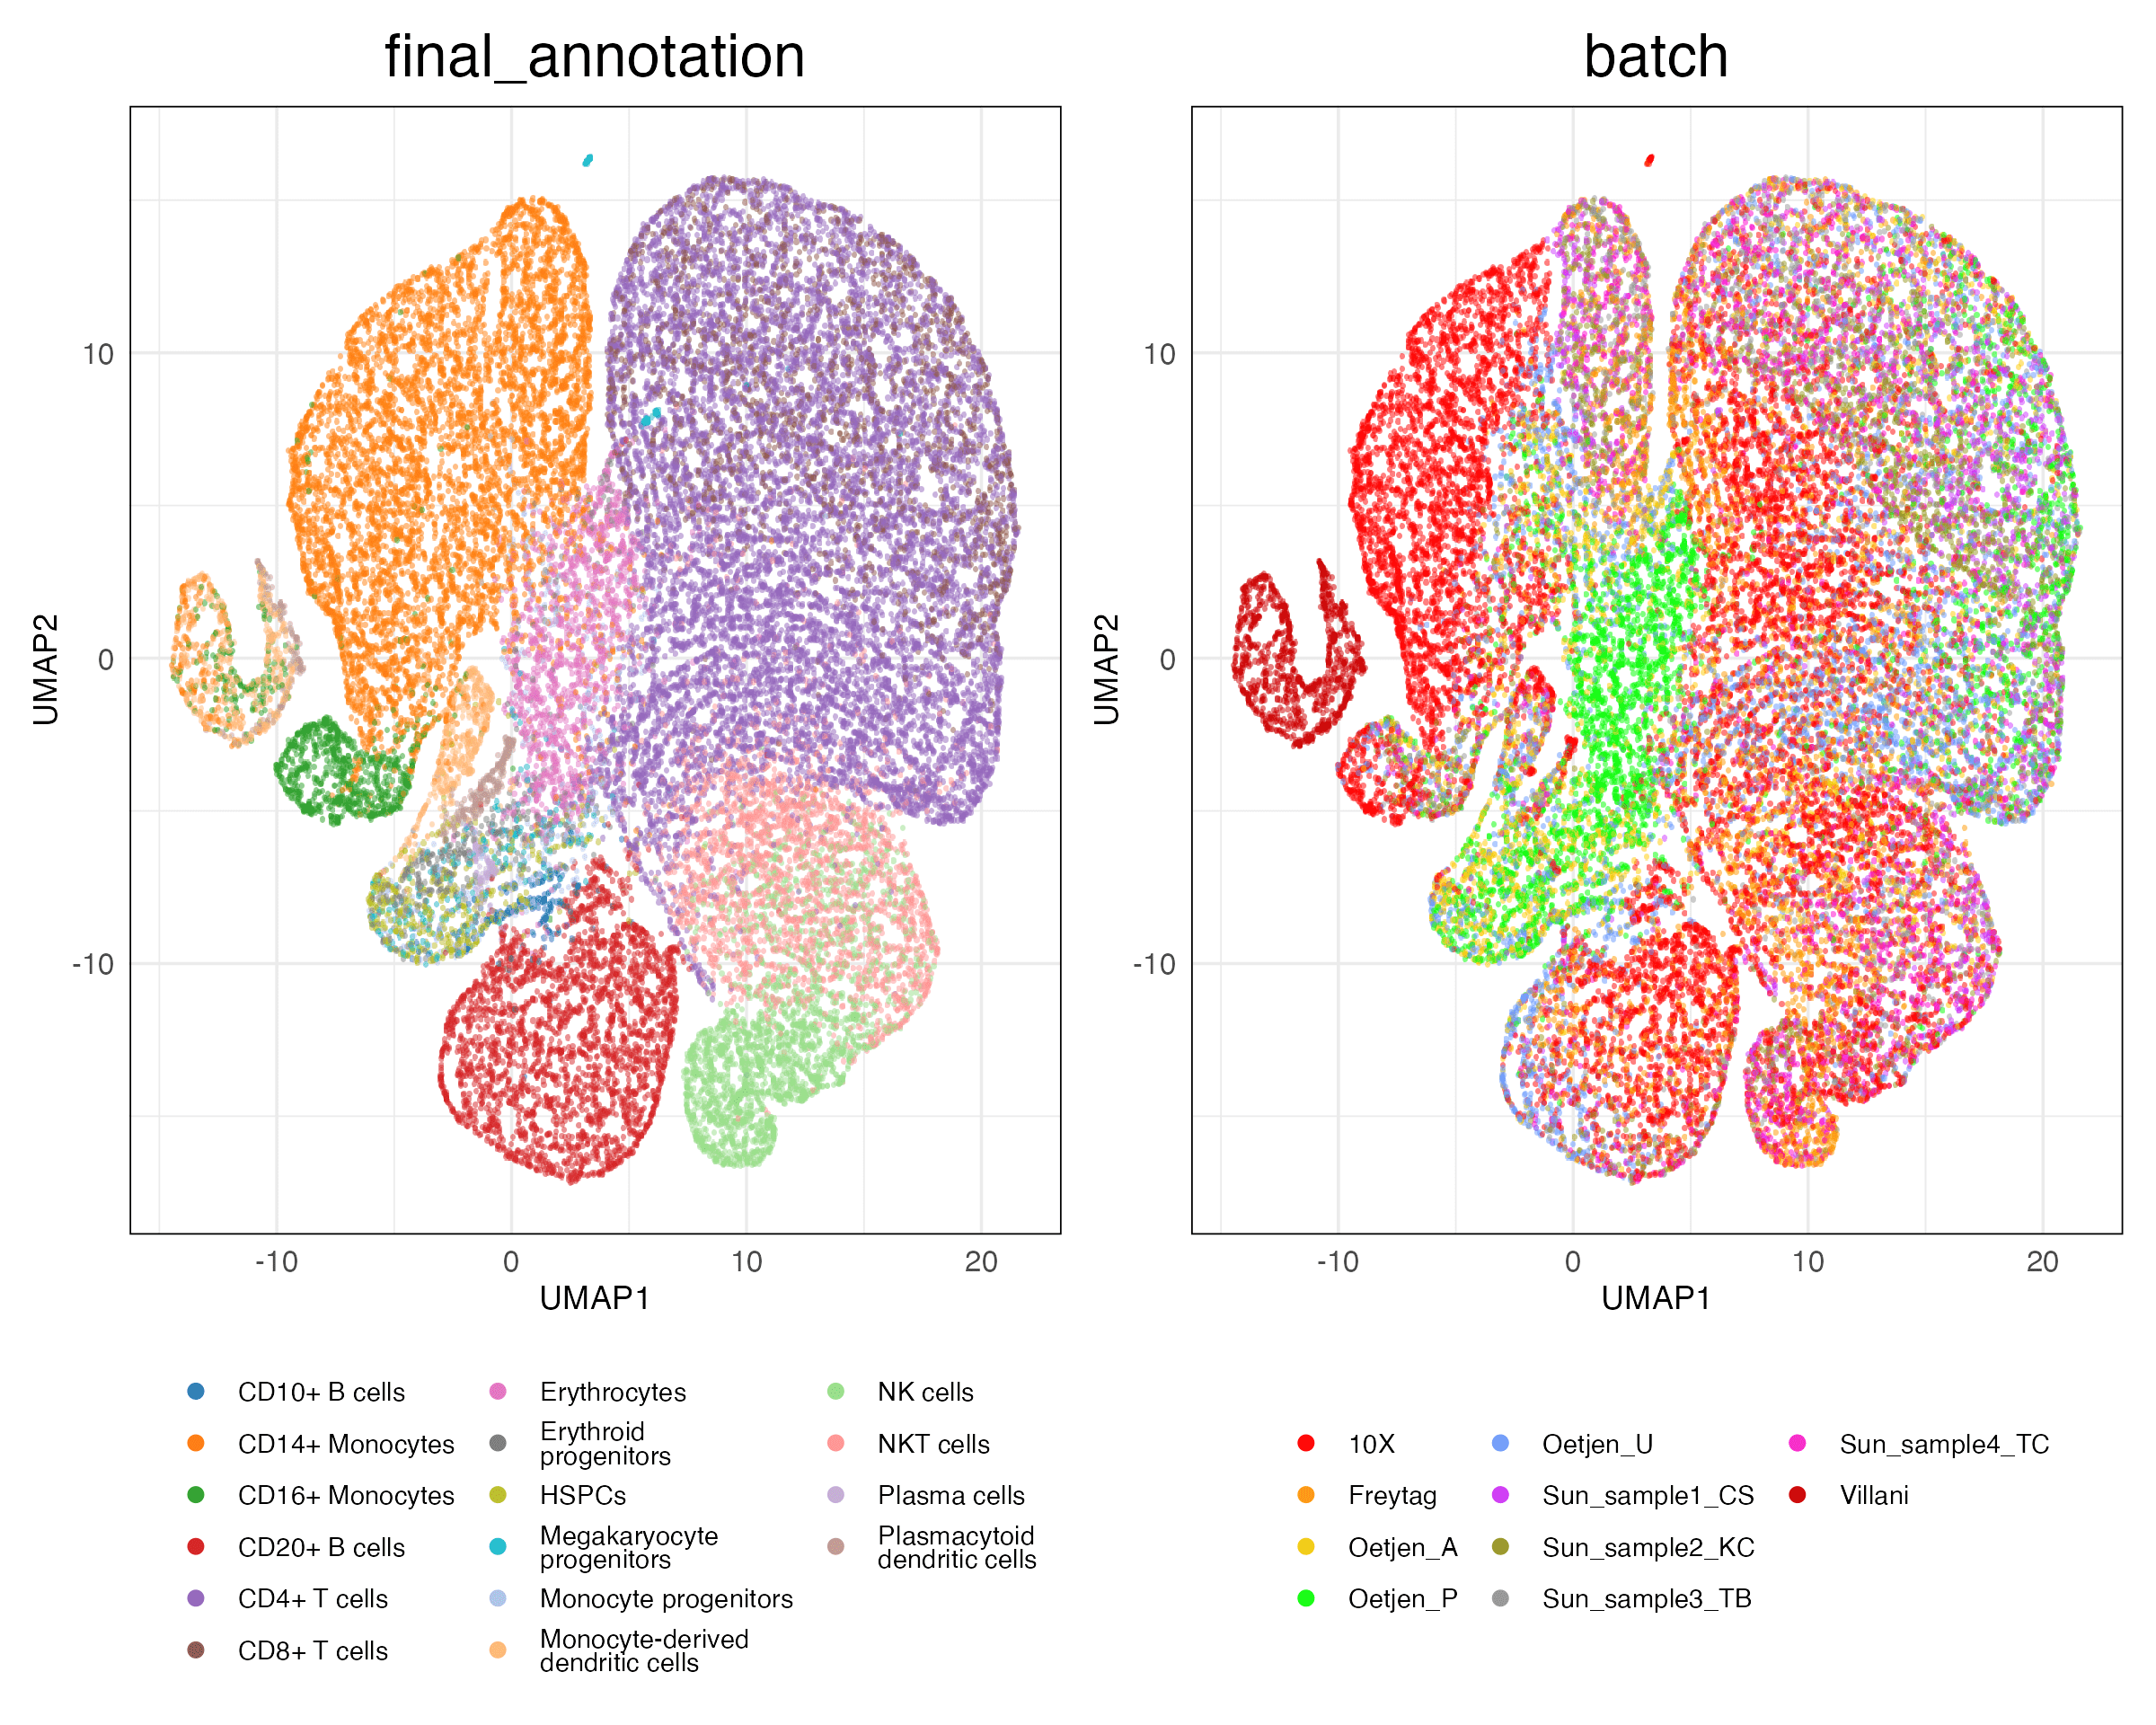 final_annotation
batch
10
0
-10
UMAP2
-10
0
10
20
UMAP1
10
0
-10
UMAP2
-10
0
10
20
UMAP1
CD10+ B cells
CD14+ Monocytes
CD16+ Monocytes
CD20+ B cells
CD4+ T cells
CD8+ T cells
Erythrocytes
Erythroid
progenitors
HSPCs
Megakaryocyte
progenitors
Monocyte progenitors
Monocyte-derived
dendritic cells
NK cells
NKT cells
Plasma cells
Plasmacytoid
dendritic cells
10X
Freytag
Oetjen_A
Oetjen_P
Oetjen_U
Sun_sample1_CS
Sun_sample2_KC
Sun_sample3_TB
Sun_sample4_TC
Villani